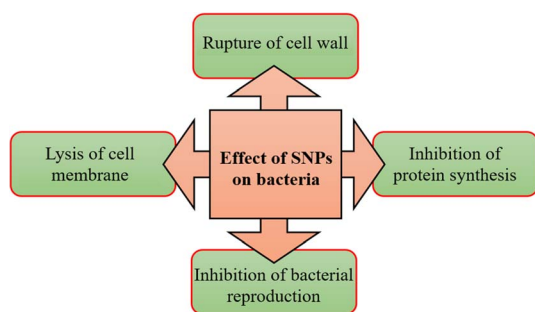 Rupture of cell wall
Lysis of cell
membrane
Effect of SNPs
on bacteria
Inhibition of
protein synthesis
Inhibition of bacterial
reproduction